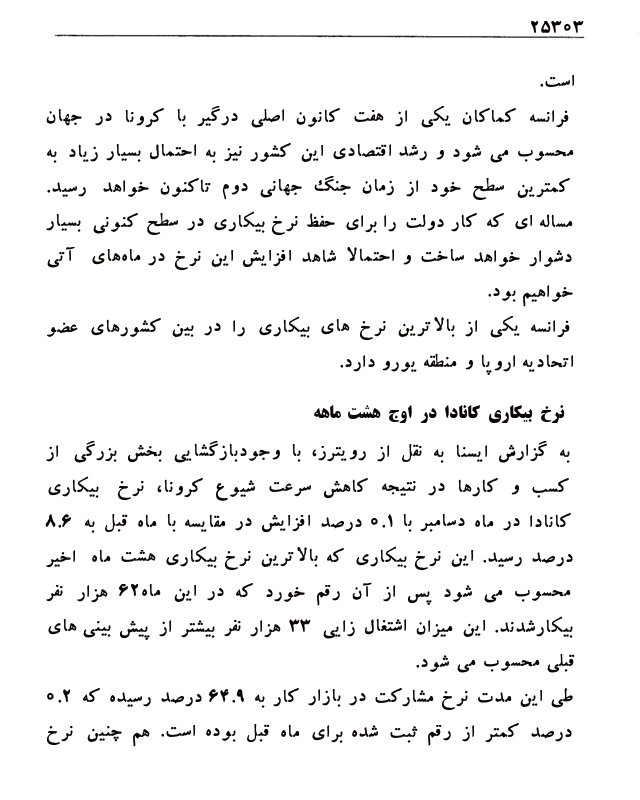 ۲۵۳۰۳
است.
فرانسه کماکان یکی از هفت کانون اصلی درگیر با کرونا در جهان
محسوب می شود و رشد اقتصادی این کشور نیز به احتمال بسیار زیاد به
کمترین سطح خود از زمان جنگ جهانی دوم تاکنون خواهد رسید.
مساله ای که کار دولت را برای حفظ نرخ بیکاری در سطح کنونی بسیار
دشوار خواهد ساخت و احتمالا شاهد افزایش این نرخ در ماه‌های آتی
خواهیم بود.
فرانسه یکی از بالاترین نرخ های بیکاری را در بین کشورهای عضو
اتحادیه اروپا و منطقه یورو دارد.
نرخ بیکاری کانادا در اوج هشت ماهه
به گزارش ایسنا به نقل از رویترز، با وجودبازگشایی بخش بزرگی از
کسب و کارها در نتیجه کاهش سرعت شیوع کرونا، نرخ بیکاری
کانادا در ماه دسامبر با ۰.۱ درصد افزایش در مقایسه با ماه قبل به ۸.۶
درصد رسید. این نرخ بیکاری که بالاترین نرخ بیکاری هشت ماه اخیر
محسوب می شود پس از آن رقم خورد که در این ماه۶۲ هزار نفر
بیکارشدند. این میزان اشتغال زایی ۳۳ هزار نفر بیشتر از پیش بینی های
قبلی محسوب می شود.
طی این مدت نرخ مشارکت در بازار کار به ۶۴.۹ درصد رسیده که ۰.۲
درصد کمتر از رقم ثبت شده برای ماه قبل بوده است. هم چنین نرخ